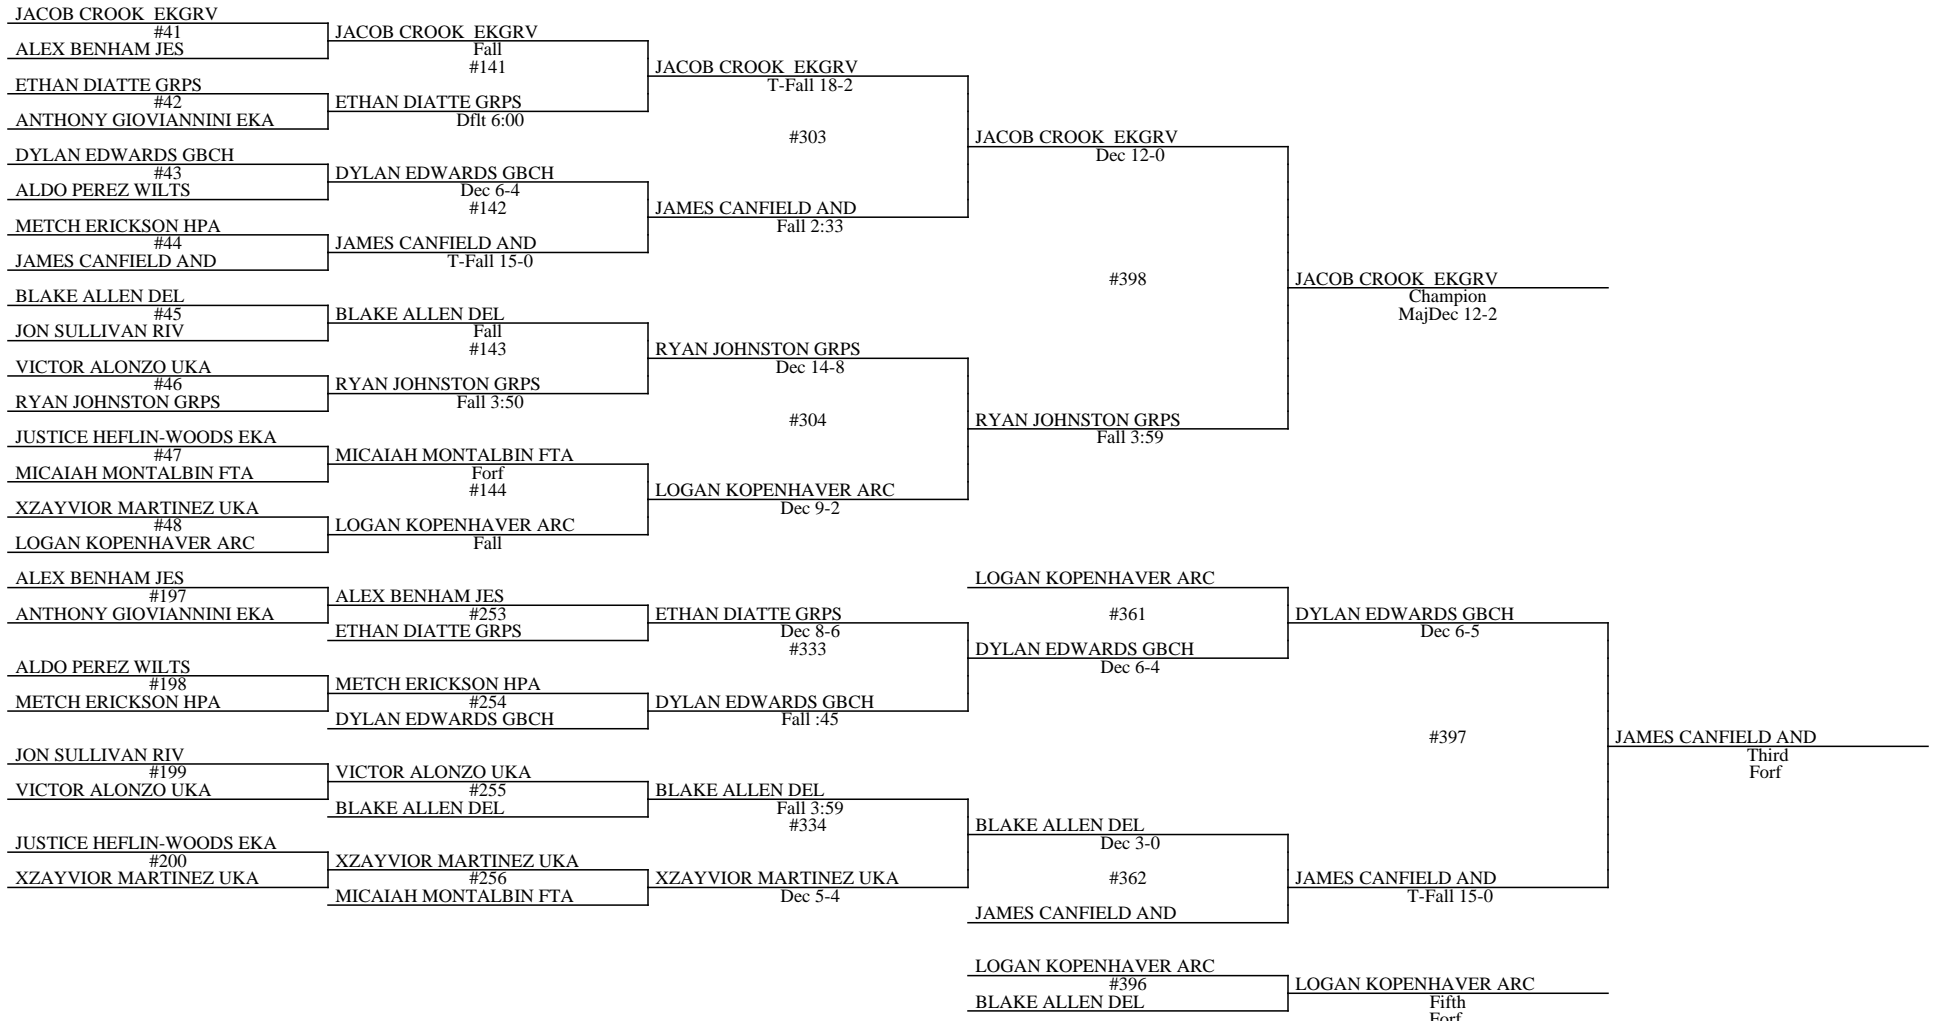 JACOB CROOK  EKGRV
#41
ALEX BENHAM JES
JACOB CROOK  EKGRV
Fall
#141
ETHAN DIATTE GRPS
#42
ANTHONY GIOVIANNINI EKA
ETHAN DIATTE GRPS
Dflt 6:00
JACOB CROOK  EKGRV
T-Fall 18-2
#303
DYLAN EDWARDS GBCH
#43
ALDO PEREZ WILTS
DYLAN EDWARDS GBCH
Dec 6-4
#142
METCH ERICKSON HPA
#44
JAMES CANFIELD AND
JAMES CANFIELD AND
T-Fall 15-0
JAMES CANFIELD AND
Fall 2:33
JACOB CROOK  EKGRV
Dec 12-0
#398
BLAKE ALLEN DEL
#45
JON SULLIVAN RIV
BLAKE ALLEN DEL
Fall
#143
VICTOR ALONZO UKA
#46
RYAN JOHNSTON GRPS
RYAN JOHNSTON GRPS
Fall 3:50
RYAN JOHNSTON GRPS
Dec 14-8
#304
JUSTICE HEFLIN-WOODS EKA
#47
MICAIAH MONTALBIN FTA
MICAIAH MONTALBIN FTA
Forf
#144
XZAYVIOR MARTINEZ UKA
#48
LOGAN KOPENHAVER ARC
LOGAN KOPENHAVER ARC
Fall
LOGAN KOPENHAVER ARC
Dec 9-2
RYAN JOHNSTON GRPS
Fall 3:59
JACOB CROOK  EKGRV
Champion
MajDec 12-2
ALEX BENHAM JES
#197
ANTHONY GIOVIANNINI EKA
ALEX BENHAM JES
#253
ETHAN DIATTE GRPS
ETHAN DIATTE GRPS
Dec 8-6
#333
ALDO PEREZ WILTS
#198
METCH ERICKSON HPA
METCH ERICKSON HPA
#254
DYLAN EDWARDS GBCH
DYLAN EDWARDS GBCH
Fall :45
LOGAN KOPENHAVER ARC
#361
DYLAN EDWARDS GBCH
Dec 6-4
DYLAN EDWARDS GBCH
Dec 6-5
#397
JON SULLIVAN RIV
#199
VICTOR ALONZO UKA
VICTOR ALONZO UKA
#255
BLAKE ALLEN DEL
BLAKE ALLEN DEL
Fall 3:59
#334
JUSTICE HEFLIN-WOODS EKA
#200
XZAYVIOR MARTINEZ UKA
XZAYVIOR MARTINEZ UKA
#256
MICAIAH MONTALBIN FTA
XZAYVIOR MARTINEZ UKA
Dec 5-4
BLAKE ALLEN DEL
Dec 3-0
#362
JAMES CANFIELD AND
JAMES CANFIELD AND
T-Fall 15-0
JAMES CANFIELD AND
Third
Forf
LOGAN KOPENHAVER ARC
#396
BLAKE ALLEN DEL
LOGAN KOPENHAVER ARC
Fifth
Forf